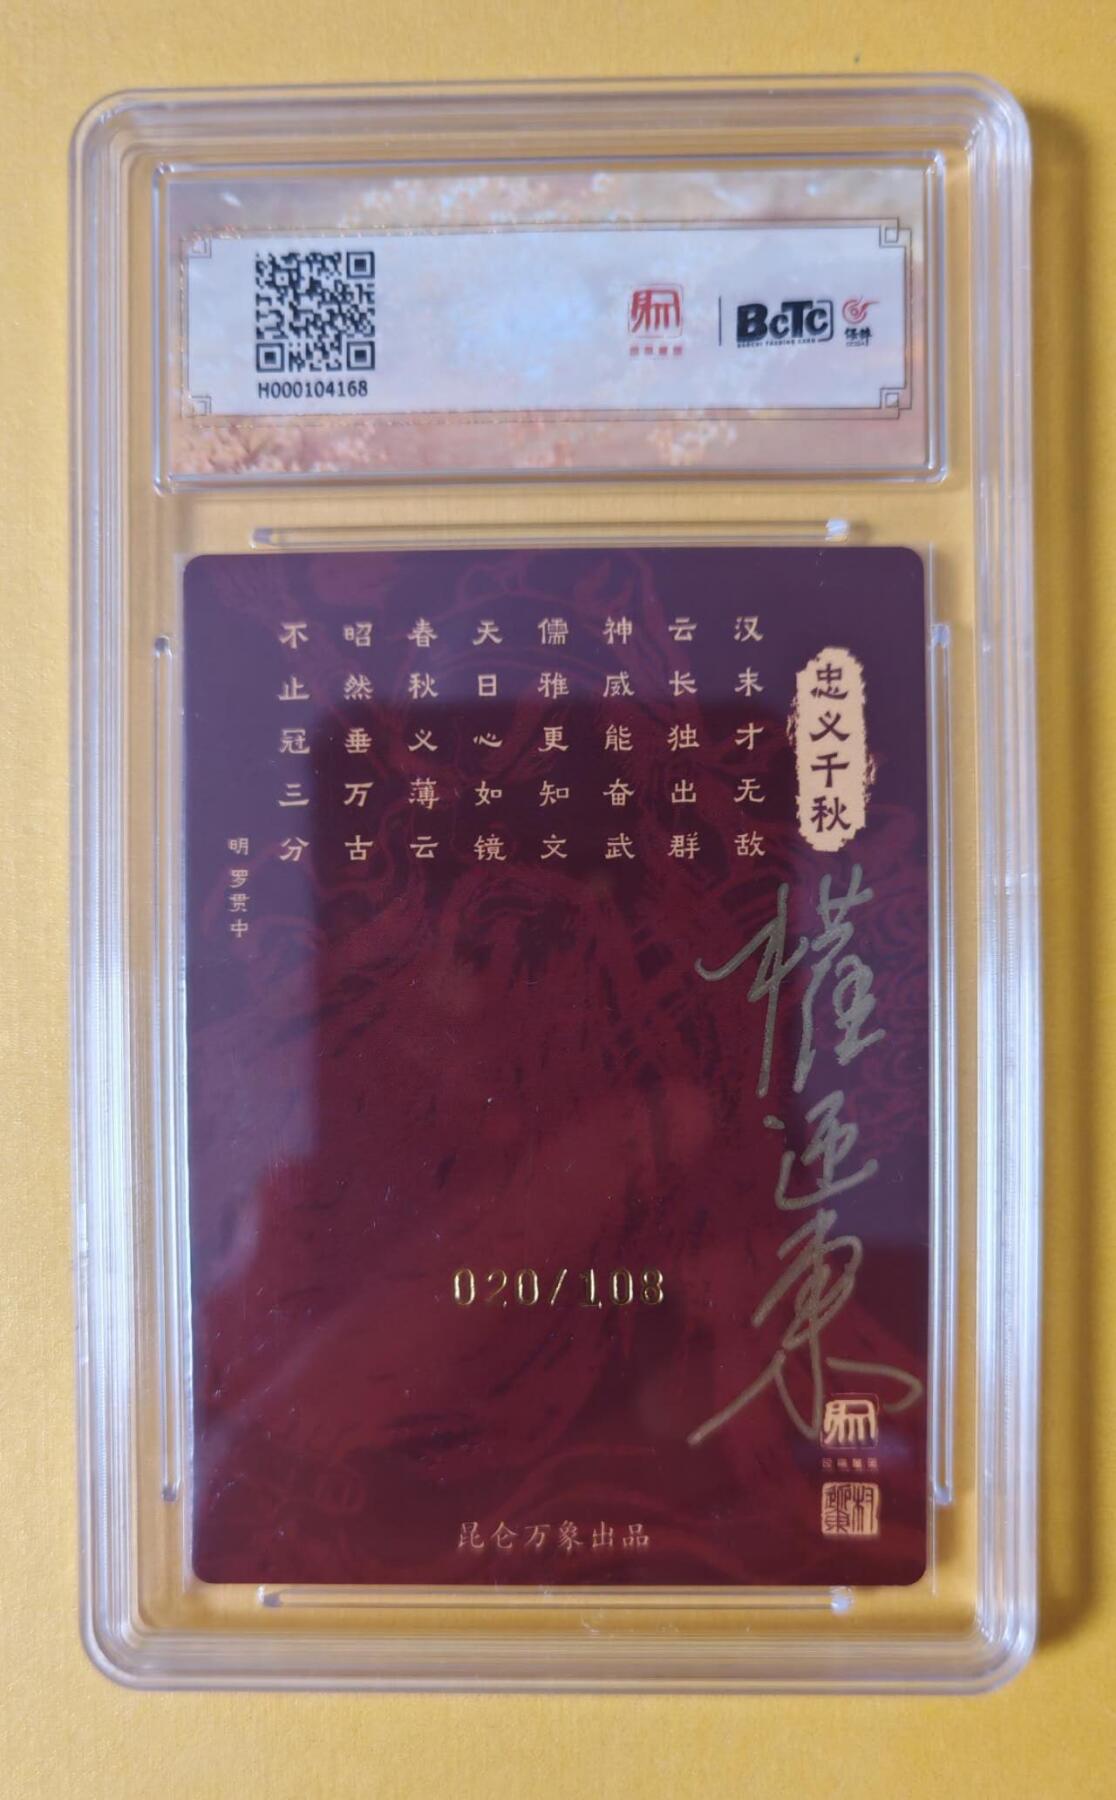 H000104168
BCTC
忠义千秋
汉末才无敌
云长独出群
神威能奋武
儒雅更知文
天日心如镜
春秋义薄云
昭然垂万古
不止冠三分
明 罗贯中
020/108
昆仑万象出品